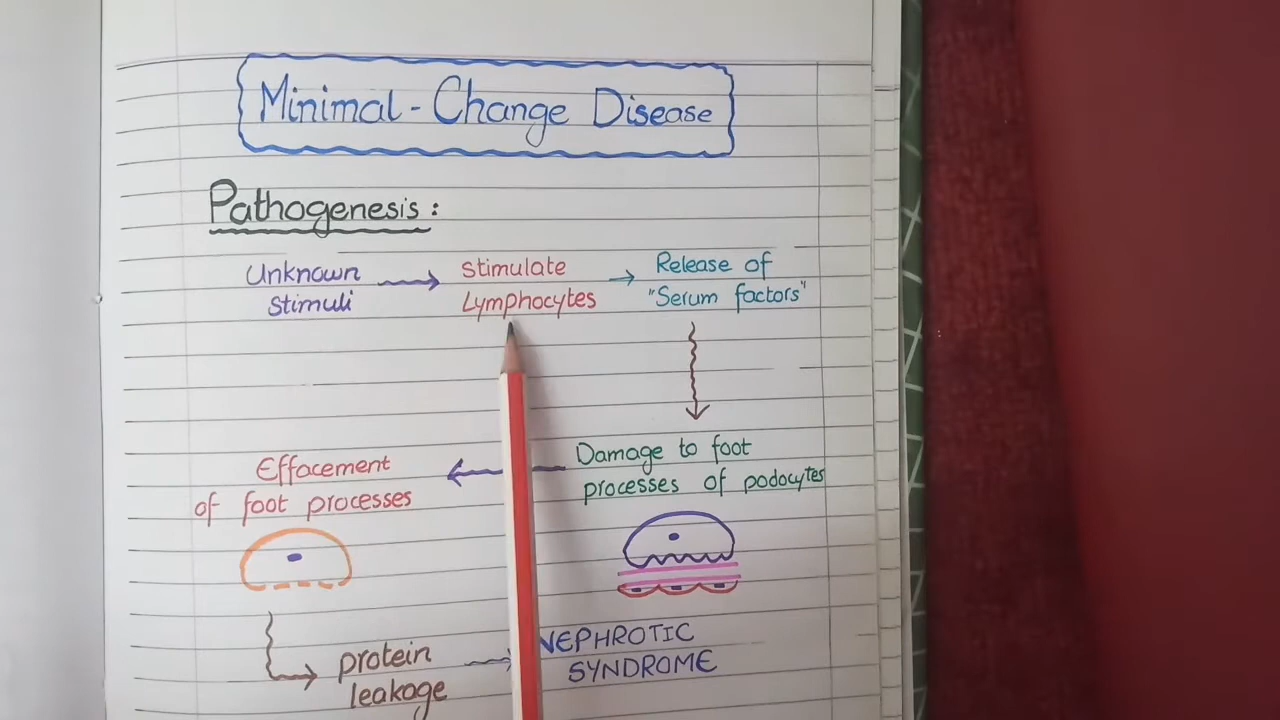 Minimal-Change Disease
Pathogenesis:
Unknown
Stimuli
Stimulate
Lymphocytes
Release of
"Serum factors"
Damage to foot
processes of podocytes
Effacement
of foot processes
protein
leakage
NEPHROTIC
SYNDROME